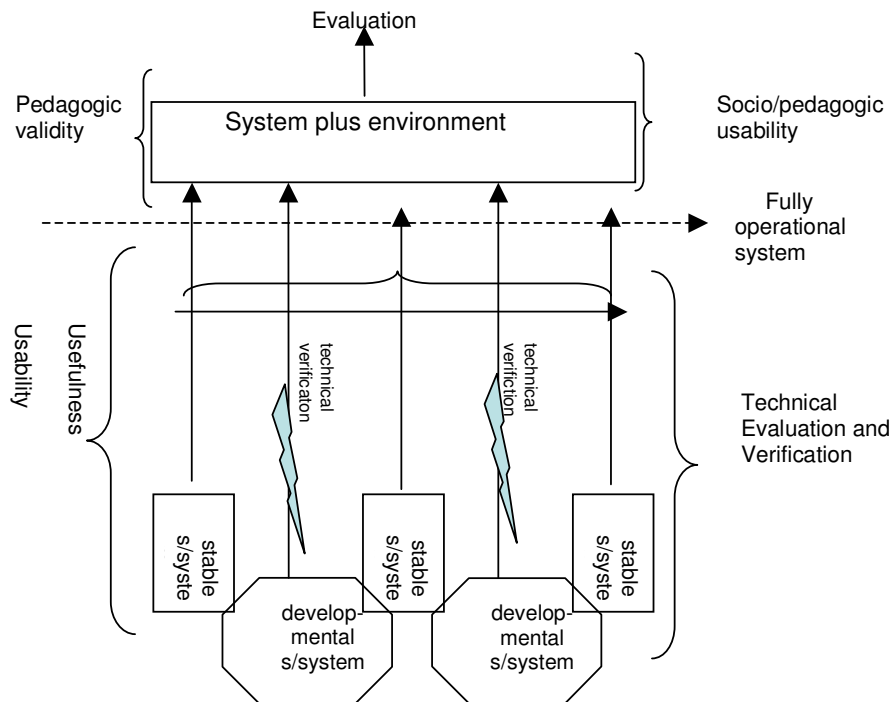 Evaluation
Pedagogic
validity
System plus environment
Socio/pedagogic
usability
Fully
operational
system
Usability
Usefulness
technical
verificaton
technical
verifiction
Technical
Evaluation and
Verification
stable
s/syste
stable
s/syste
stable
s/syste
develop-
mental
s/system
develop-
mental
s/system